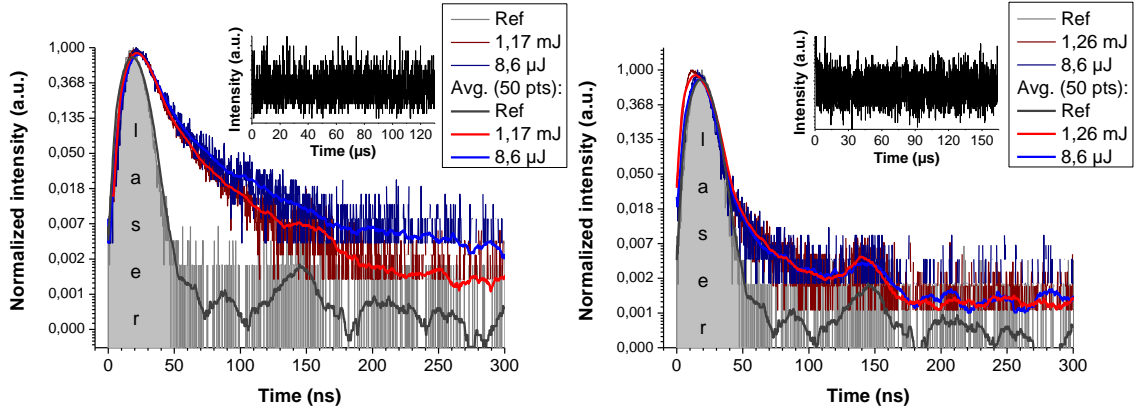 Normalized intensity (a.u.)
1,000
0,368
0,135
0,050
0,018
0,007
0,002
0,001
0,000
0
50
100
150
200
250
300
Time (ns)
l
a
s
e
r
Intensity (a.u.)
0
20
40
60
80
100
120
Time (µs)
Ref
1,17 mJ
8,6 µJ
Avg. (50 pts):
Ref
1,17 mJ
8,6 µJ
Normalized intensity (a.u.)
1,000
0,368
0,135
0,050
0,018
0,007
0,002
0,001
0,000
0
50
100
150
200
250
300
Time (ns)
l
a
s
e
r
Intensity (a.u.)
0
30
60
90
120
150
Time (µs)
Ref
1,26 mJ
8,6 µJ
Avg. (50 pts):
Ref
1,26 mJ
8,6 µJ